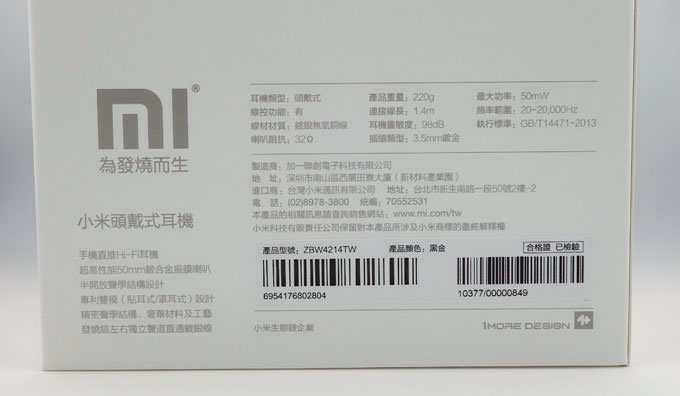 MI®
為發燒而生
小米頭戴式耳機
手機直推Hi-Fi耳機
超高性能50mm鍍合金振膜喇叭
半開放聲學結構設計
專利雙模（貼耳式/罩耳式）設計
精密聲學結構、奢華材料及工藝
發燒級左右獨立聲道直通鍍銀線
耳機類型：頭戴式 產品重量：220g 最大功率：50mW
線控功能：有 連接線長：1.4m 頻率範圍：20-20,000Hz
線材材質：鍍銀無氧銅線 耳機靈敏度：98dB 執行標準：GB/T14471-2013
喇叭阻抗：32Ω 插頭類型：3.5mm鍍金
製造商：加一聯創電子科技有限公司
地 址：深圳市南山區西麗田寮大廈（新材料產業園）
進口商：台灣小米通訊有限公司 地址：台北市新生南路一段50號2樓-2
電 話：(02)8978-3800 統編：70552531
本產品的相關訊息請查詢銷售網站：www.mi.com/tw
小米科技有限責任公司保留對本產品所涉及小米商標的最終解釋權
產品型號：ZBW4214TW 產品顏色：黑金 合格證 已檢驗
6954176802804 10377/00000849
小米生態鏈企業 1MORE DESIGN